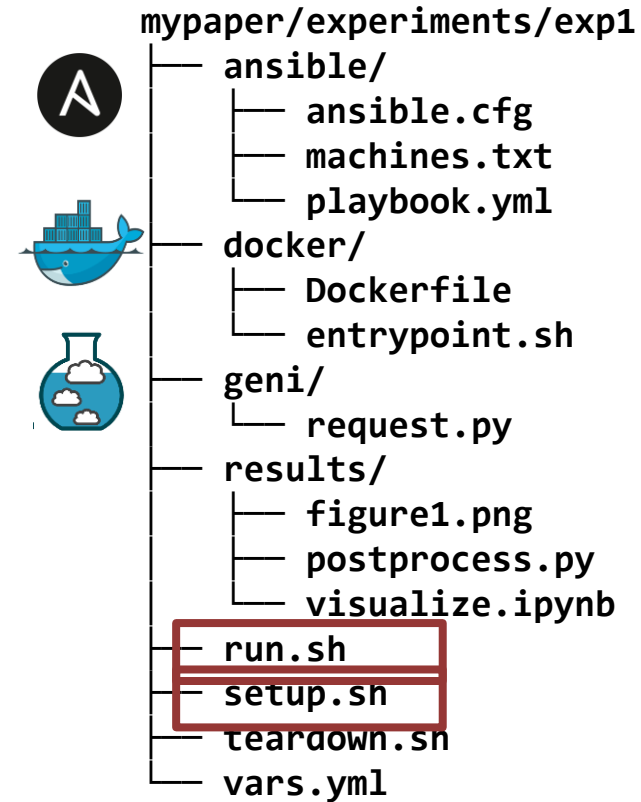 mypaper/experiments/exp1
├── ansible/
│   ├── ansible.cfg
│   ├── machines.txt
│   └── playbook.yml
├── docker/
│   ├── Dockerfile
│   └── entrypoint.sh
├── geni/
│   └── request.py
├── results/
│   ├── figure1.png
│   ├── postprocess.py
│   └── visualize.ipynb
├── run.sh
├── setup.sh
├── teardown.sh
└── vars.yml